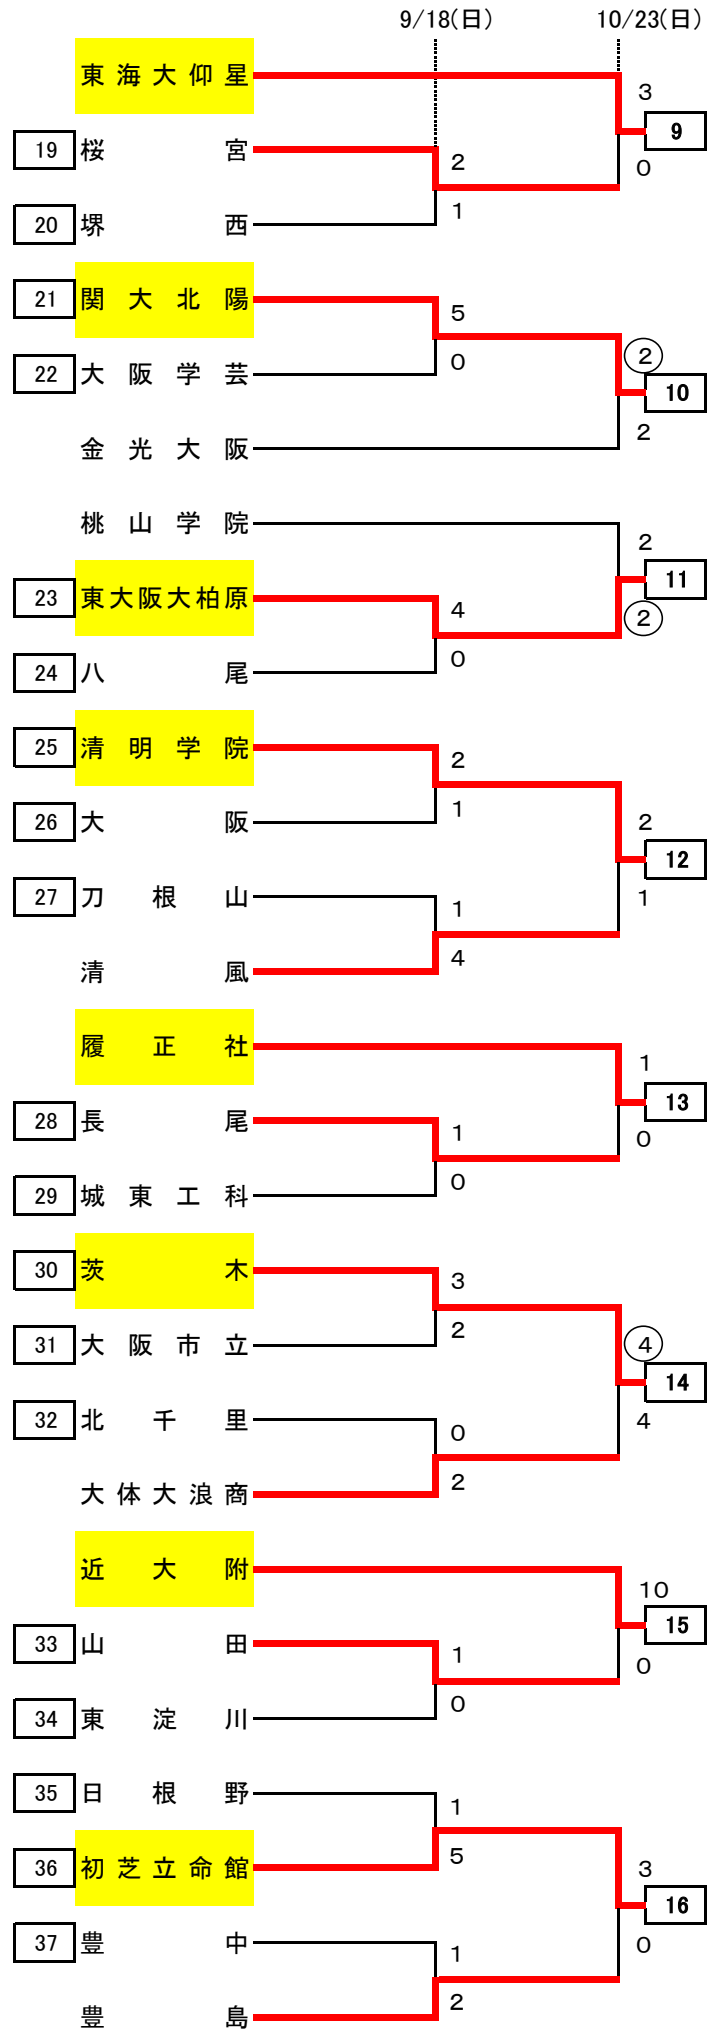 9/18(日) 10/23(日)
東海大仰星
3
9
19 桜宮
2
0
1
20 堺西
21 関大北陽
5
②
22 大阪学芸
0
10
2
金光大阪
桃山学院
2
11
23 東大阪大柏原
4
②
0
24 八尾
25 清明学院
2
1
26 大阪
2
12
27 刀根山
1
1
4
清風
履正社
1
13
28 長尾
1
0
0
29 城東工科
30 茨木
3
2
31 大阪市立
④
14
32 北千里
0
4
2
大体大浪商
近大附
10
15
33 山田
1
0
0
34 東淀川
35 日根野
1
5
36 初芝立命館
3
16
37 豊中
1
0
2
豊島